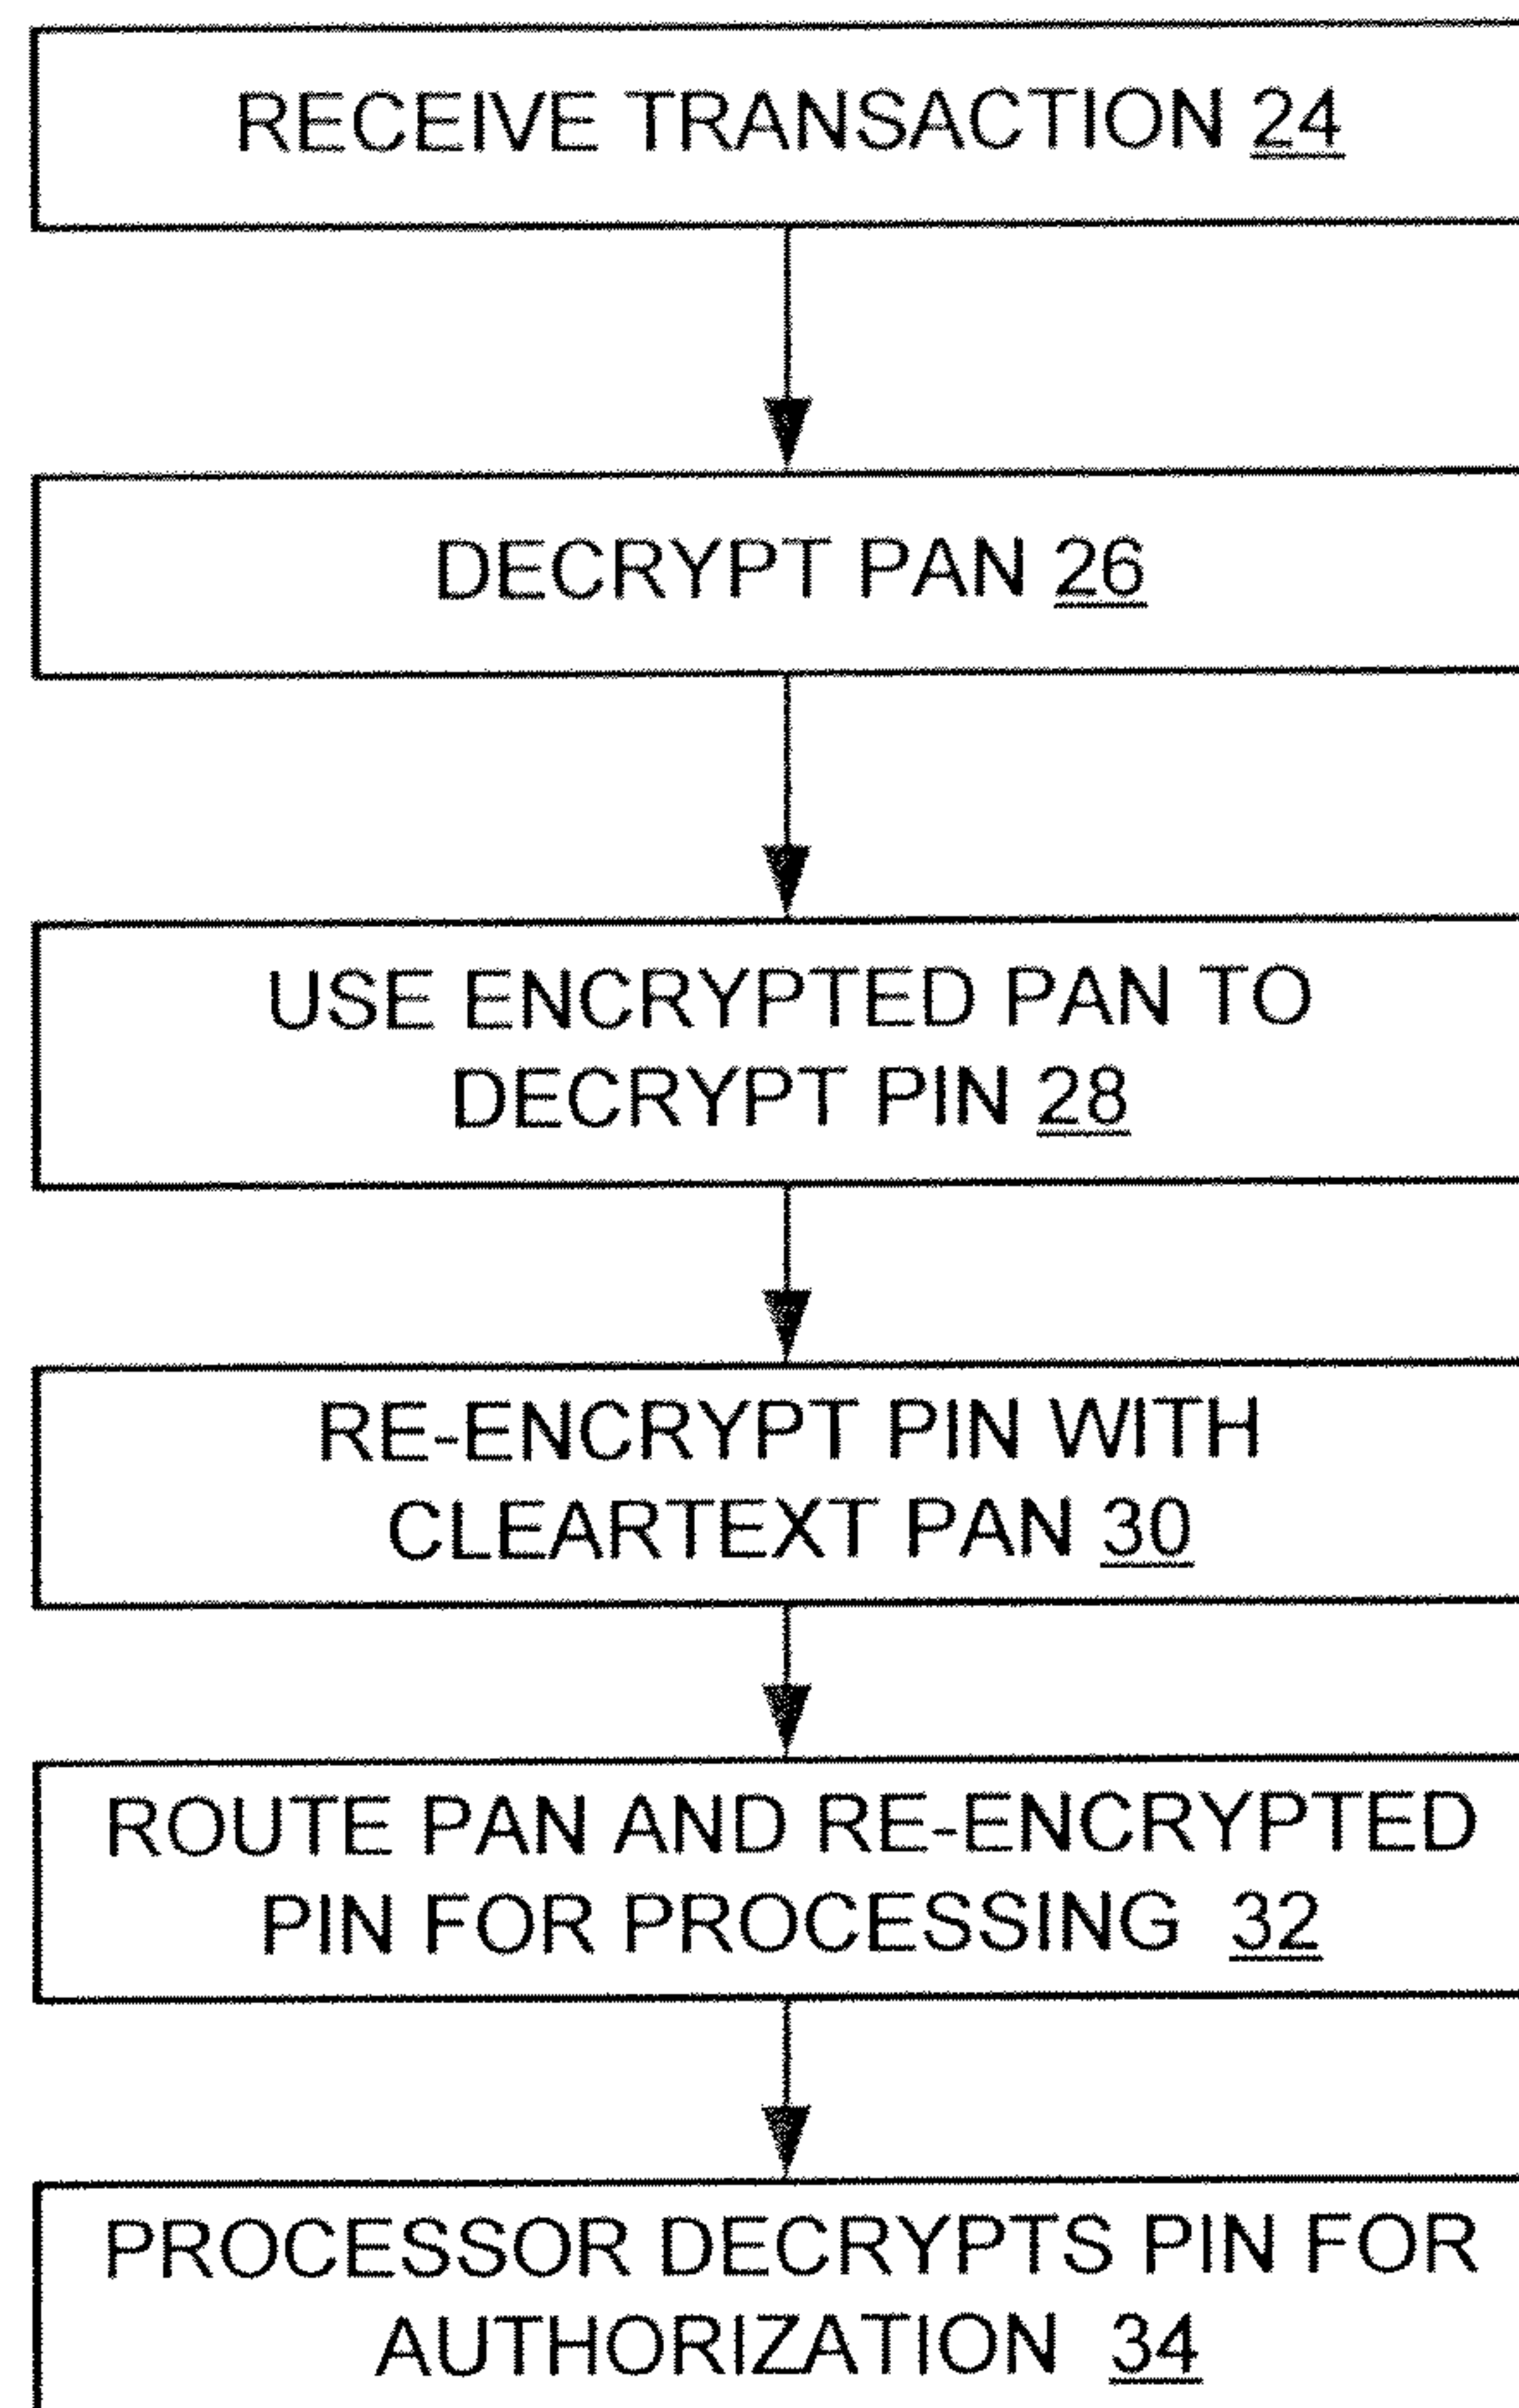 RECEIVE TRANSACTION 24
DECRYPT PAN 26
USE ENCRYPTED PAN TO
DECRYPT PIN 28
RE-ENCRYPT PIN WITH
CLEARTEXT PAN 30
ROUTE PAN AND RE-ENCRYPTED
PIN FOR PROCESSING 32
PROCESSOR DECRYPTS PIN FOR
AUTHORIZATION 34